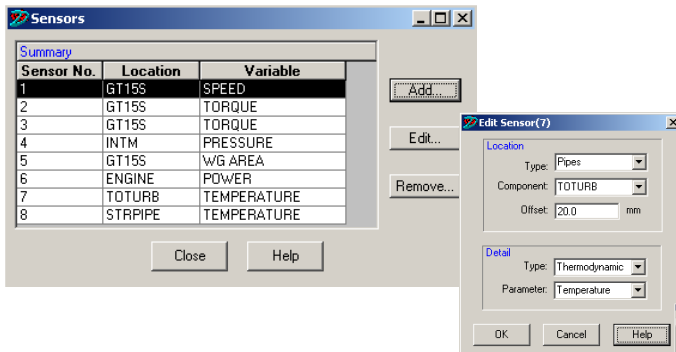 Sensors
Summary
Sensor No. Location Variable
1 GT15S SPEED
2 GT15S TORQUE
3 GT15S TORQUE
4 INTM PRESSURE
5 GT15S WG AREA
6 ENGINE POWER
7 TOTURB TEMPERATURE
8 STRPIPE TEMPERATURE
Add...
Edit...
Remove...
Close Help
Edit Sensor(7)
Location
Type: Pipes
Component: TOTURB
Offset: 20.0 mm
Detail
Type: Thermodynamic
Parameter: Temperature
OK Cancel Help